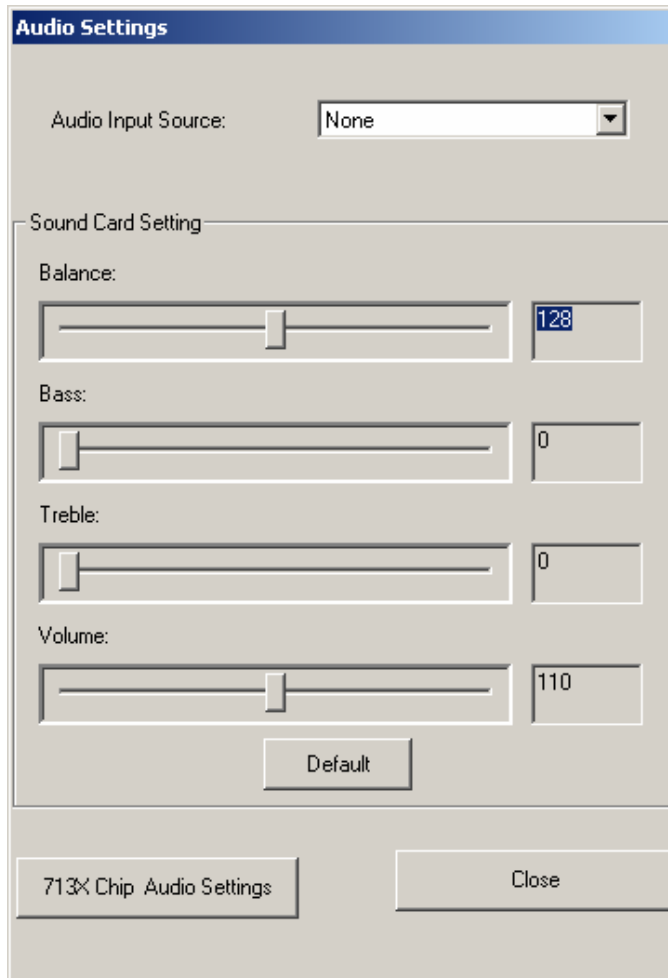 Audio Settings
Audio Input Source: None
Sound Card Setting
Balance:
128
Bass:
0
Treble:
0
Volume:
110
Default
713X Chip Audio Settings
Close